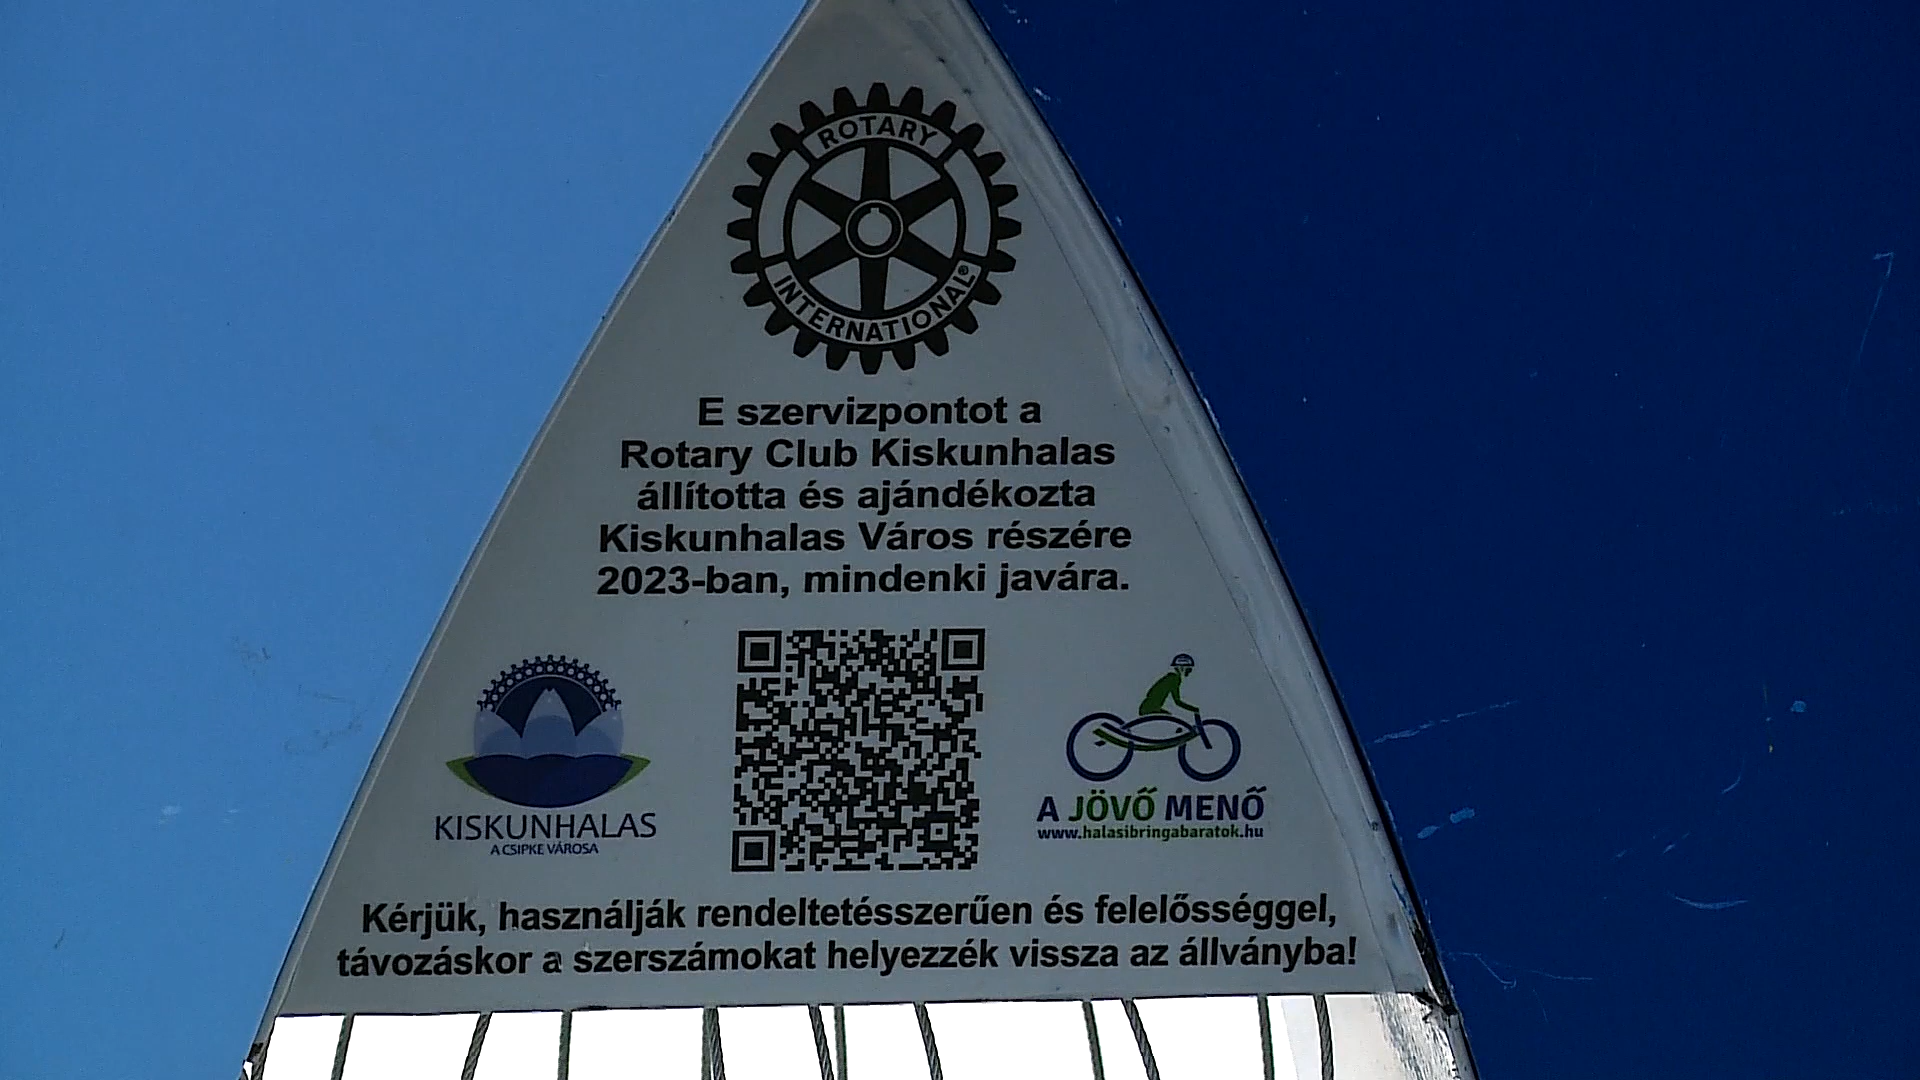 ROTARY
INTERNATIONAL®
E szervizpontot a
Rotary Club Kiskunhalas
állította és ajándékozta
Kiskunhalas Város részére
2023-ban, mindenki javára.
KISKUNHALAS
A CSIPKE VÁROSA
A JÖVŐ MENŐ
www.halasibringabaratok.hu
Kérjük, használják rendeltetésszerűen és felelősséggel,
távozáskor a szerszámokat helyezzék vissza az állványba!